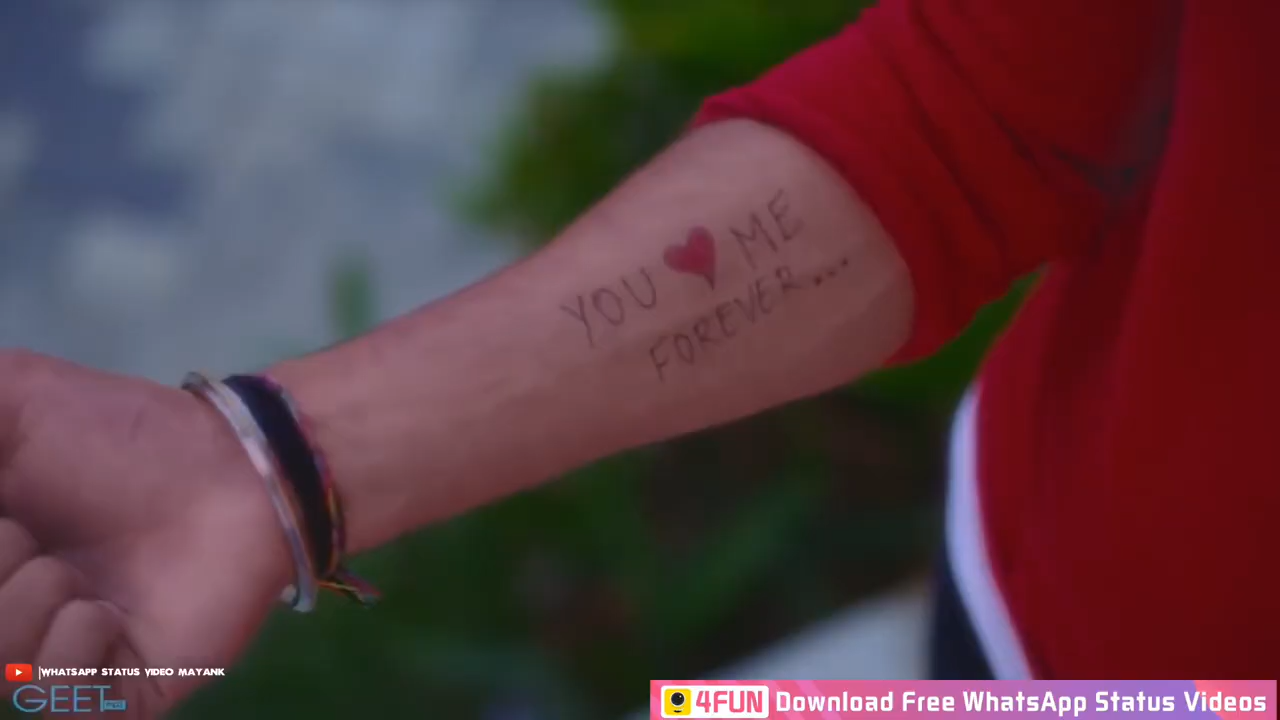 YOU ❤ ME
FOREVER...
WHATSAPP STATUS VIDEO MAYANK
GEET
4FUN Download Free WhatsApp Status Videos